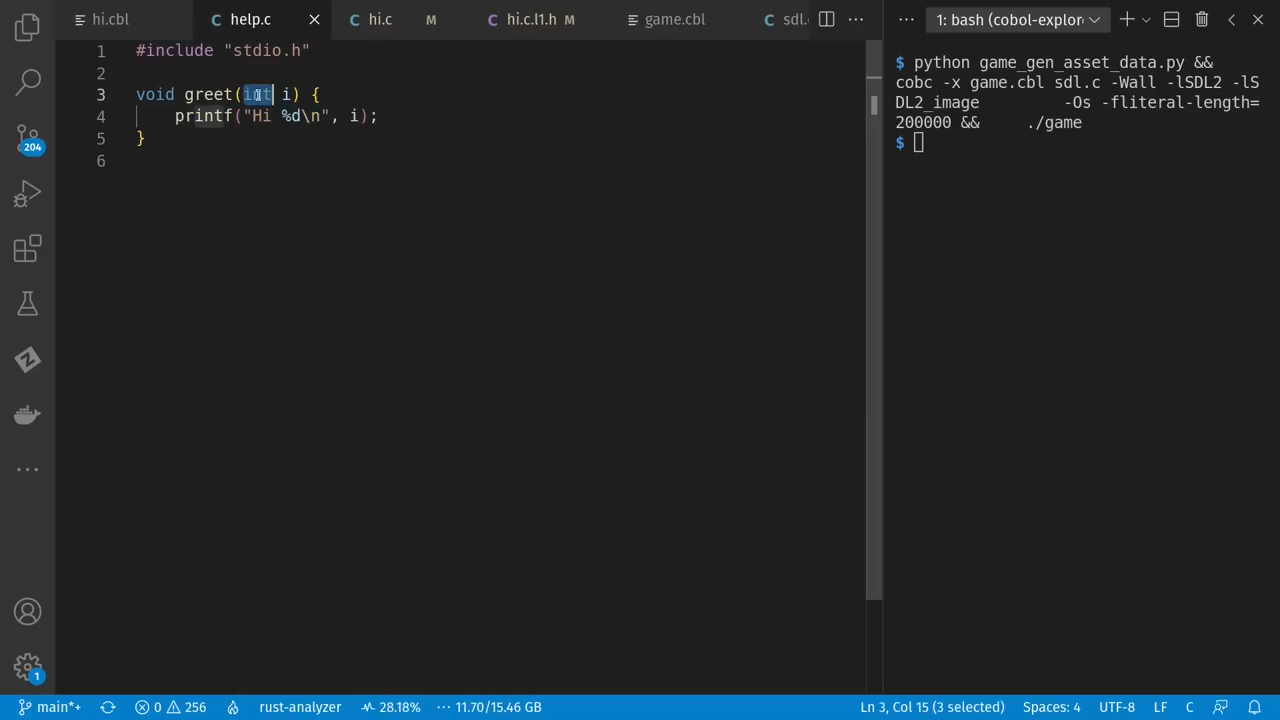 hi.cbl
help.c
hi.c M
hi.c.l1.h M
game.cbl
sdl.
1: bash (cobol-explor
1 #include "stdio.h"
2
3 void greet(int i) {
4 printf("Hi %d\n", i);
5 }
6
$ python game_gen_asset_data.py &&
cobc -x game.cbl sdl.c -Wall -lSDL2 -lS
DL2_image -Os -fliteral-length=
200000 && ./game
$
204
1
main*+
0 256
rust-analyzer
28.18%
11.70/15.46 GB
Ln 3, Col 15 (3 selected)
Spaces: 4
UTF-8
LF
C